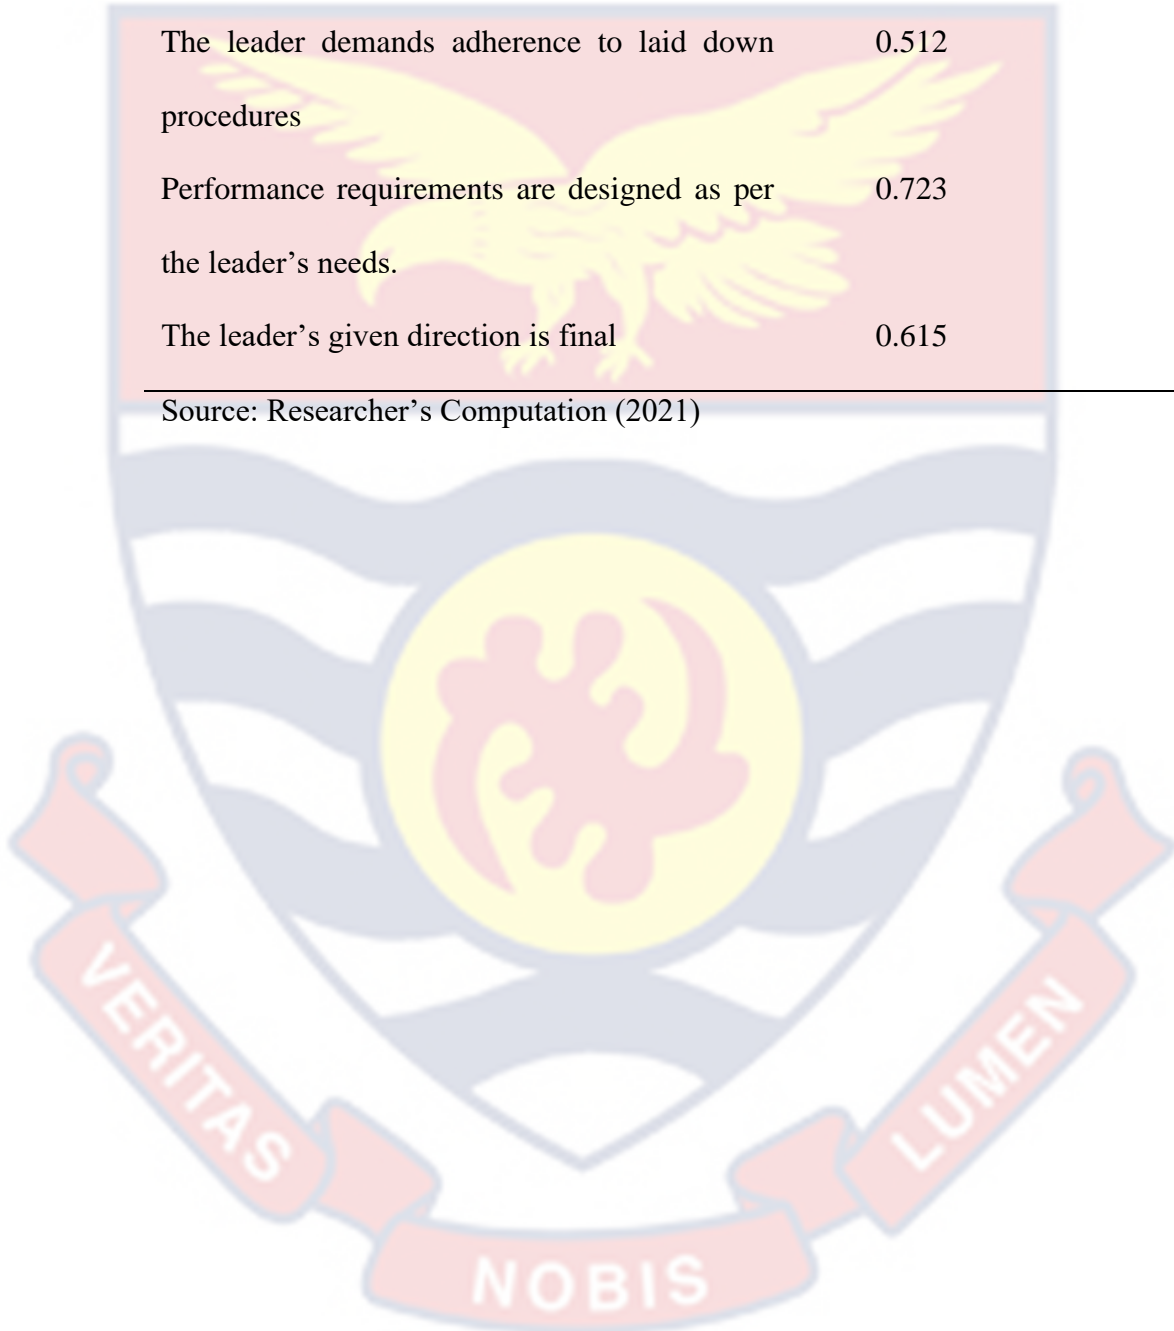 The leader demands adherence to laid down 0.512
procedures
Performance requirements are designed as per 0.723
the leader’s needs.
The leader’s given direction is final 0.615
Source: Researcher’s Computation (2021)
VERITAS
NOBIS
LUMEN